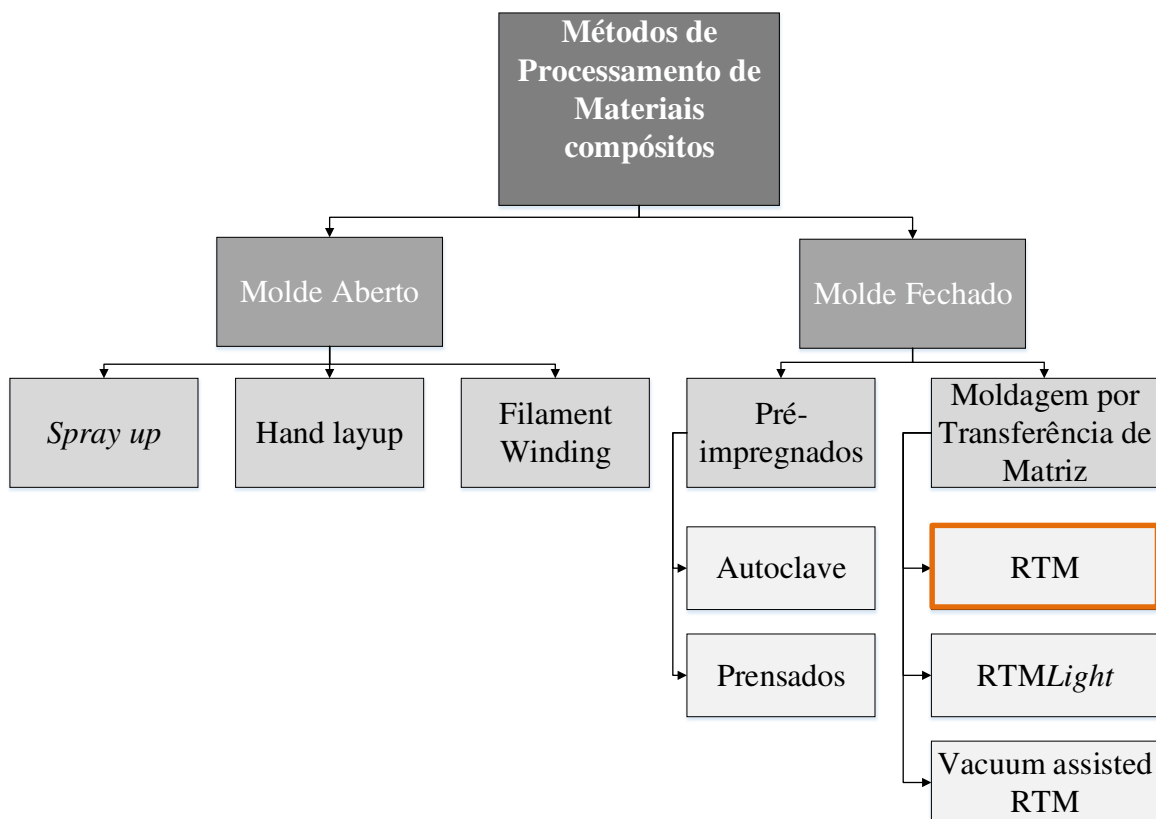 Métodos de
Processamento de
Materiais
compósitos
Molde Aberto
Molde Fechado
Spray up
Hand layup
Filament
Winding
Pré-
impregnados
Moldagem por
Transferência de
Matriz
Autoclave
RTM
Prensados
RTMLight
Vacuum assisted
RTM